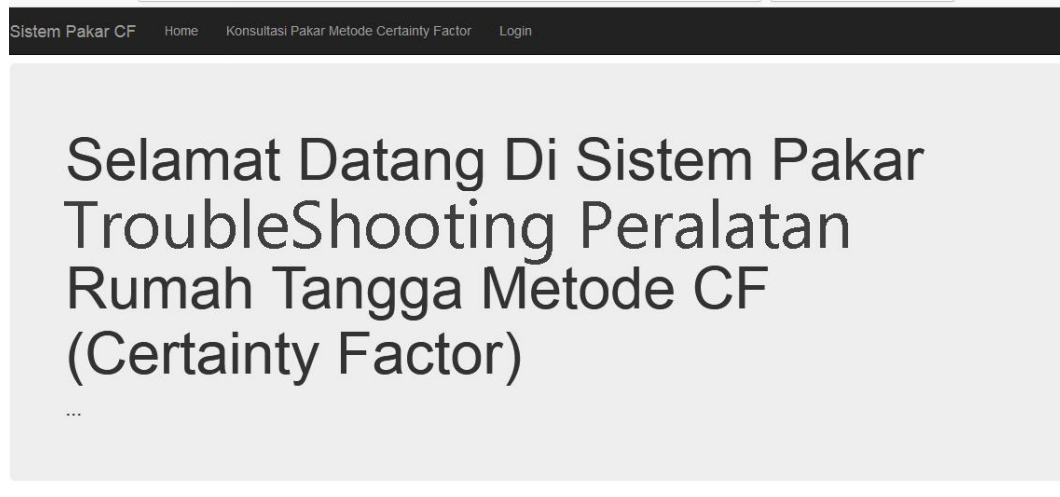 Sistem Pakar CF Home Konsultasi Pakar Metode Certainty Factor Login
Selamat Datang Di Sistem Pakar
TroubleShooting Peralatan
Rumah Tangga Metode CF
(Certainty Factor)
...